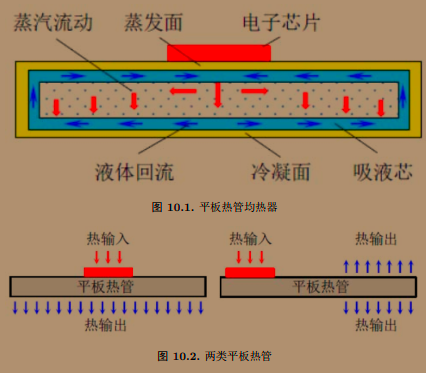 蒸汽流动 蒸发面 电子芯片
液体回流 冷凝面 吸液芯
图 10.1. 平板热管均热器
热输入 热输入 热输出
平板热管 平板热管
热输出 热输出
图 10.2. 两类平板热管